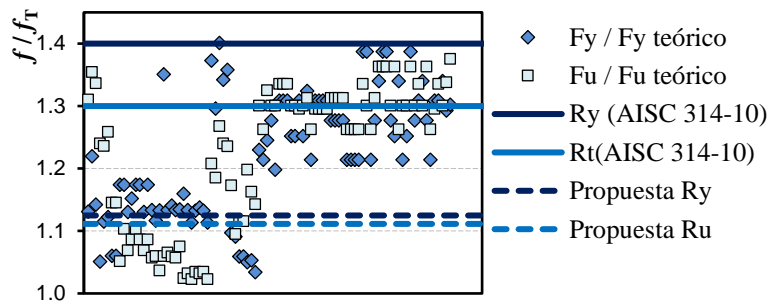 f / fT
1.4
1.3
1.2
1.1
1.0
Fy / Fy teórico
Fu / Fu teórico
Ry (AISC 314-10)
Rt(AISC 314-10)
Propuesta Ry
Propuesta Ru